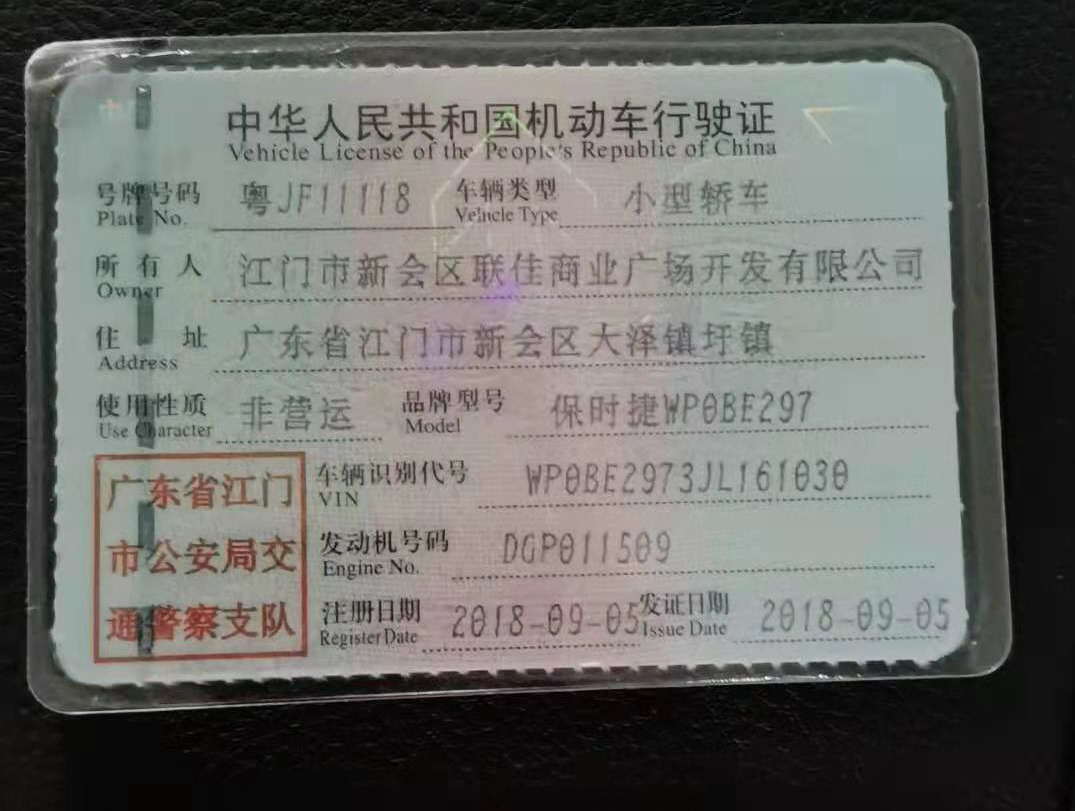 中华人民共和国机动车行驶证
Vehicle License of the People's Republic of China
号牌号码 粤JF11118 车辆类型 小型轿车
Plate No. Vehicle Type
所有人 江门市新会区联佳商业广场开发有限公司
Owner
住址 广东省江门市新会区大泽镇圩镇
Address
使用性质 非营运 品牌型号 保时捷WP0BE297
Use Character Model
广东省江门
市公安局交
通警察支队
车辆识别代号 WP0BE2973JL161030
VIN
发动机号码 DGP011509
Engine No.
注册日期 2018-09-05 发证日期 2018-09-05
Register Date Issue Date